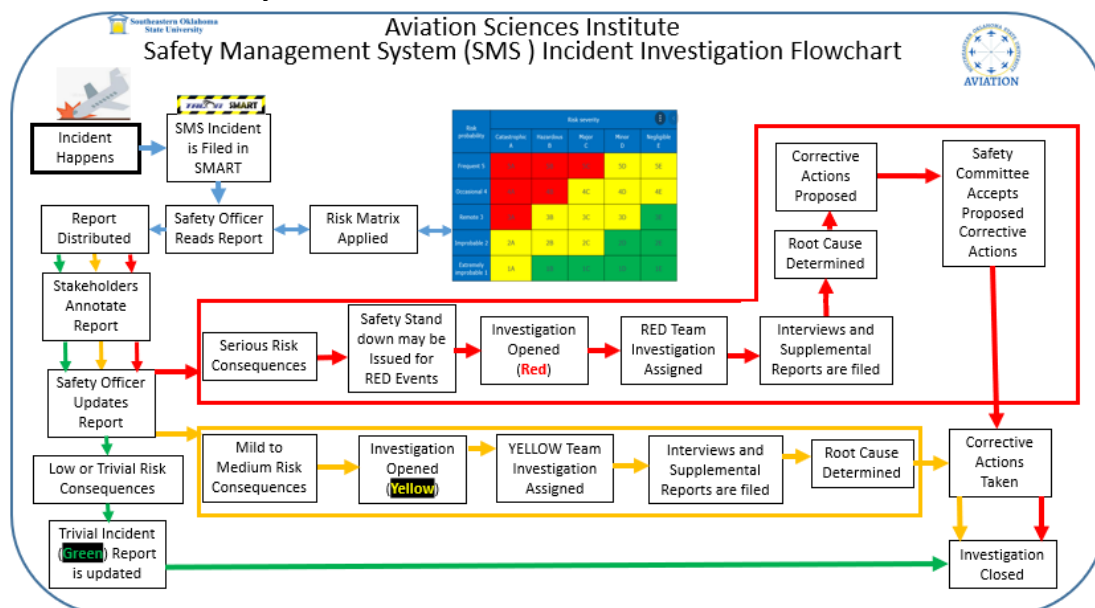 Southeastern Oklahoma
State University
Aviation Sciences Institute
Safety Management System (SMS ) Incident Investigation Flowchart
AVIATION
SMART
Incident
Happens
SMS Incident
is Filed in
SMART
Report
Distributed
Safety Officer
Reads Report
Risk Matrix
Applied
Risk
probability
Risk severity
Catastrophic
A
Hazardous
B
Major
C
Minor
D
Negligible
E
Frequent 5
5D
5E
Occasional 4
4C
4D
4E
Remote 3
3B
3C
3D
Improbable 2
2A
2B
2C
Extremely
improbable 1
1A
Stakeholders
Annotate
Report
Safety Officer
Updates
Report
Serious Risk
Consequences
Safety Stand
down may be
Issued for
RED Events
Investigation
Opened
(Red)
RED Team
Investigation
Assigned
Interviews and
Supplemental
Reports are filed
Root Cause
Determined
Corrective
Actions
Proposed
Safety
Committee
Accepts
Proposed
Corrective
Actions
Mild to
Medium Risk
Consequences
Investigation
Opened
(Yellow)
YELLOW Team
Investigation
Assigned
Interviews and
Supplemental
Reports are filed
Root Cause
Determined
Corrective
Actions
Taken
Low or Trivial Risk
Consequences
Trivial Incident
(Green) Report
is updated
Investigation
Closed